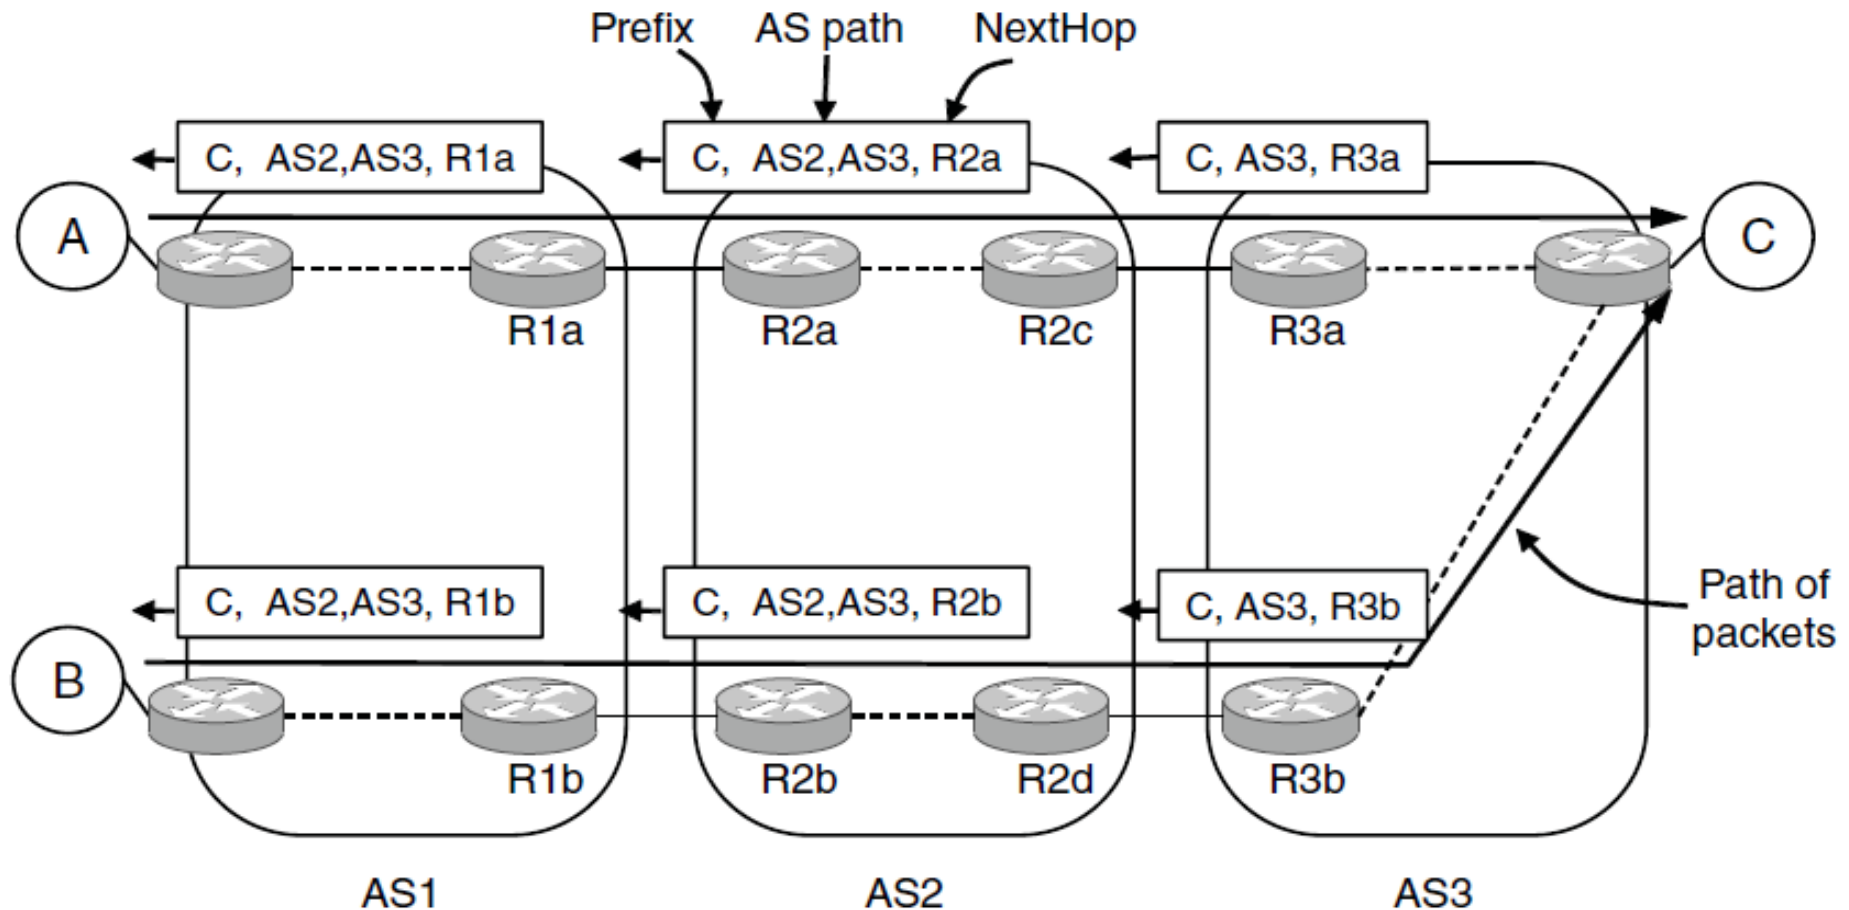 Prefix AS path NextHop
C, AS2,AS3, R1a
C, AS2,AS3, R2a
C, AS3, R3a
A
C
R1a
R2a
R2c
R3a
C, AS2,AS3, R1b
C, AS2,AS3, R2b
C, AS3, R3b
Path of
packets
B
R1b
R2b
R2d
R3b
AS1
AS2
AS3